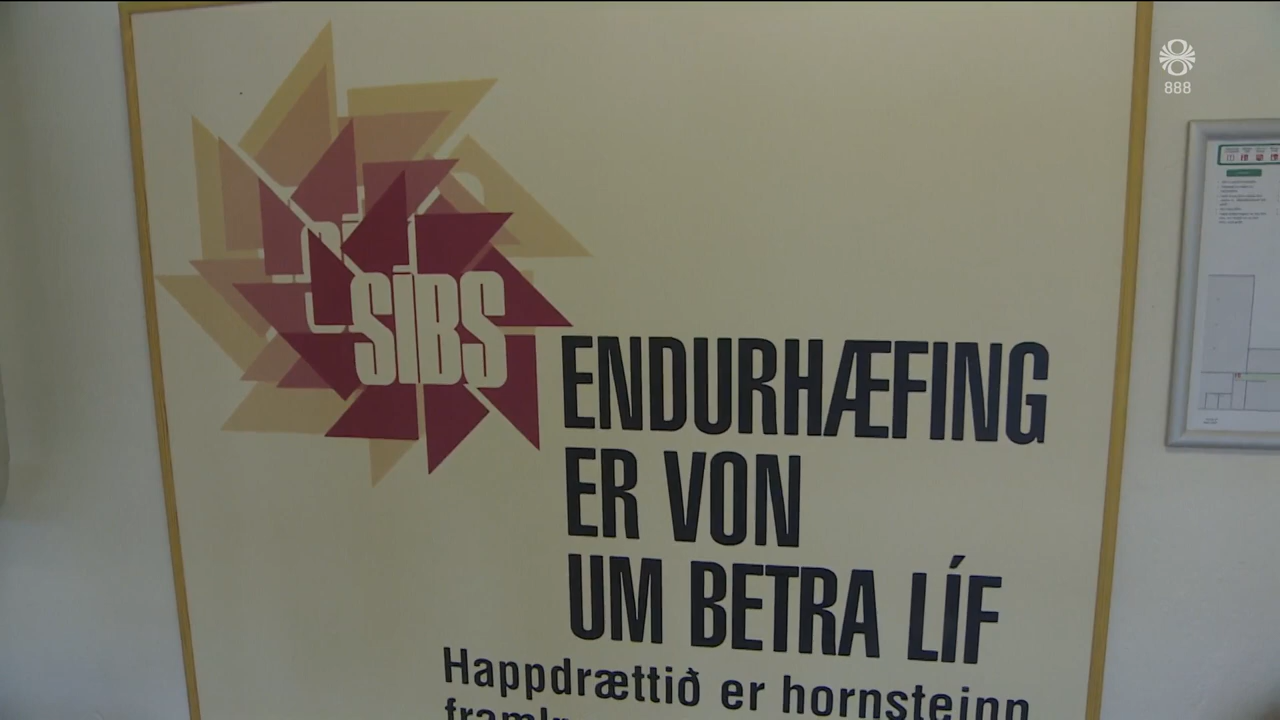 888
SÍBS
ENDURHÆFING
ER VON
UM BETRA LÍF
Happdrættið er hornsteinn